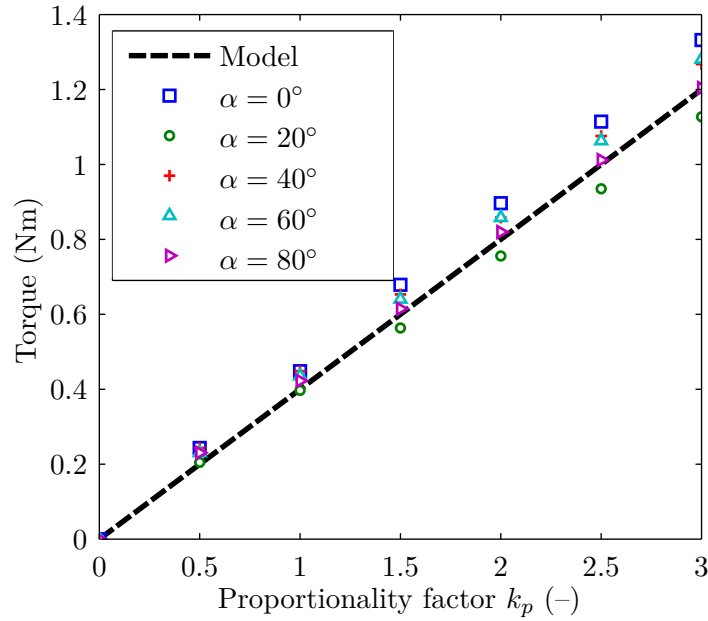 1.4
1.2
1
0.8
0.6
0.4
0.2
0
Torque (Nm)
Model
α = 0°
α = 20°
α = 40°
α = 60°
α = 80°
0 0.5 1 1.5 2 2.5 3
Proportionality factor kₚ (–)